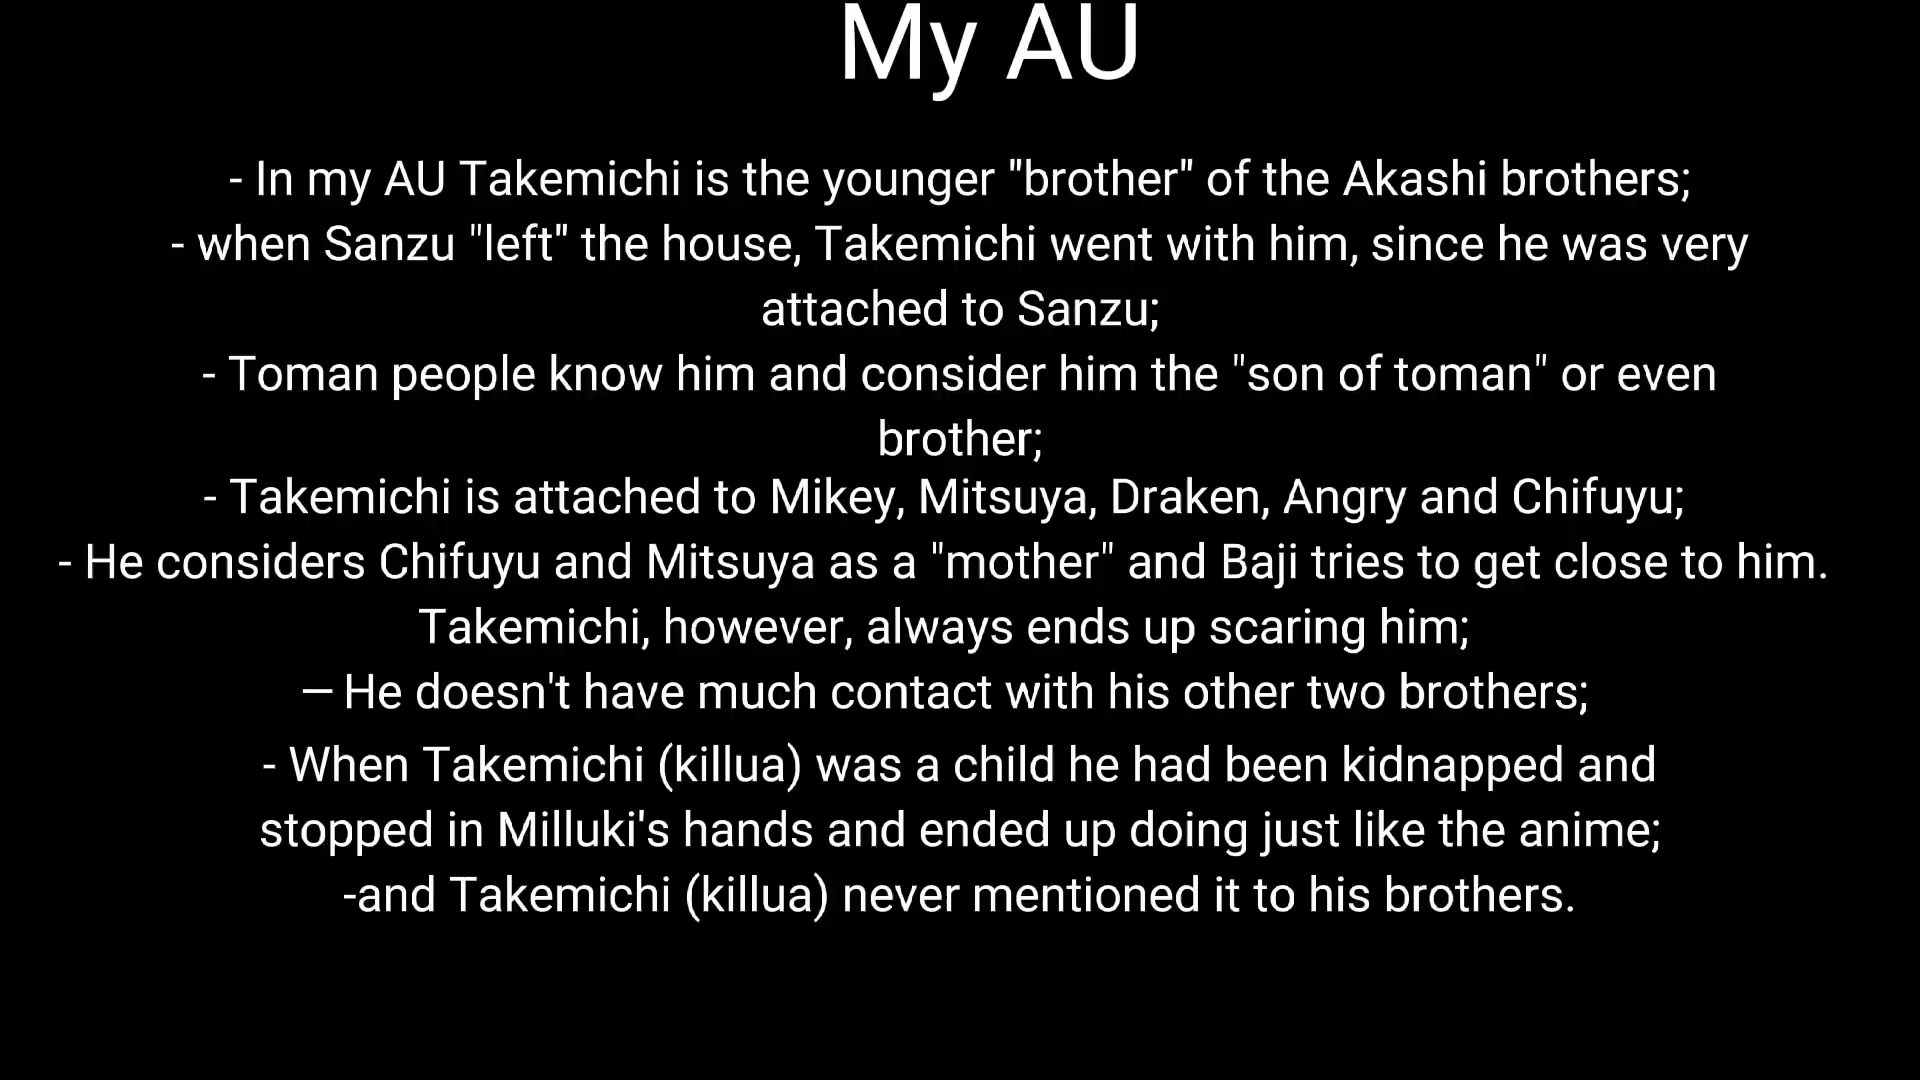 My AU
- In my AU Takemichi is the younger "brother" of the Akashi brothers;
- when Sanzu "left" the house, Takemichi went with him, since he was very
attached to Sanzu;
- Toman people know him and consider him the "son of toman" or even
brother;
- Takemichi is attached to Mikey, Mitsuya, Draken, Angry and Chifuyu;
- He considers Chifuyu and Mitsuya as a "mother" and Baji tries to get close to him.
Takemichi, however, always ends up scaring him;
— He doesn't have much contact with his other two brothers;
- When Takemichi (killua) was a child he had been kidnapped and
stopped in Milluki's hands and ended up doing just like the anime;
-and Takemichi (killua) never mentioned it to his brothers.